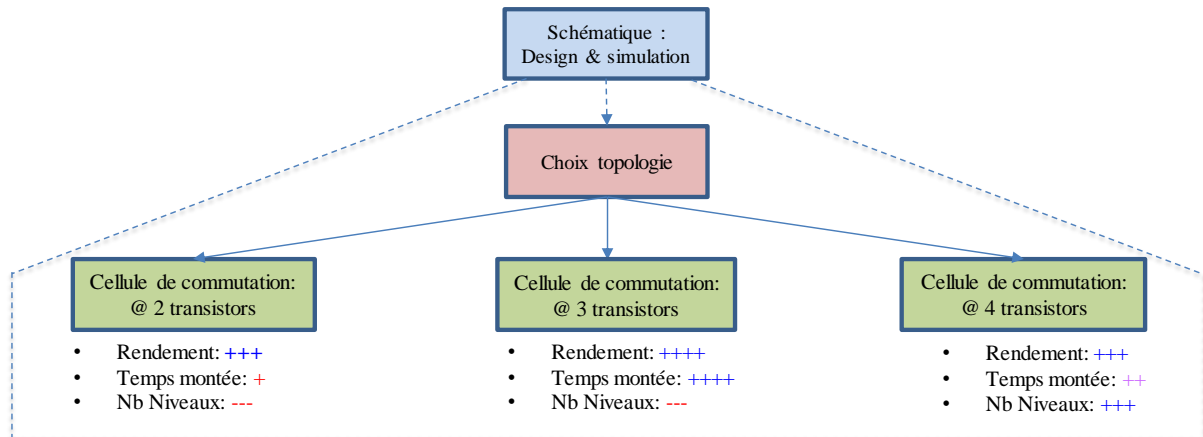 Schématique :
Design & simulation
Choix topologie
Cellule de commutation:
@ 2 transistors
• Rendement: +++
• Temps montée: +
• Nb Niveaux: ---
Cellule de commutation:
@ 3 transistors
• Rendement: ++++
• Temps montée: ++++
• Nb Niveaux: ---
Cellule de commutation:
@ 4 transistors
• Rendement: +++
• Temps montée: ++
• Nb Niveaux: +++